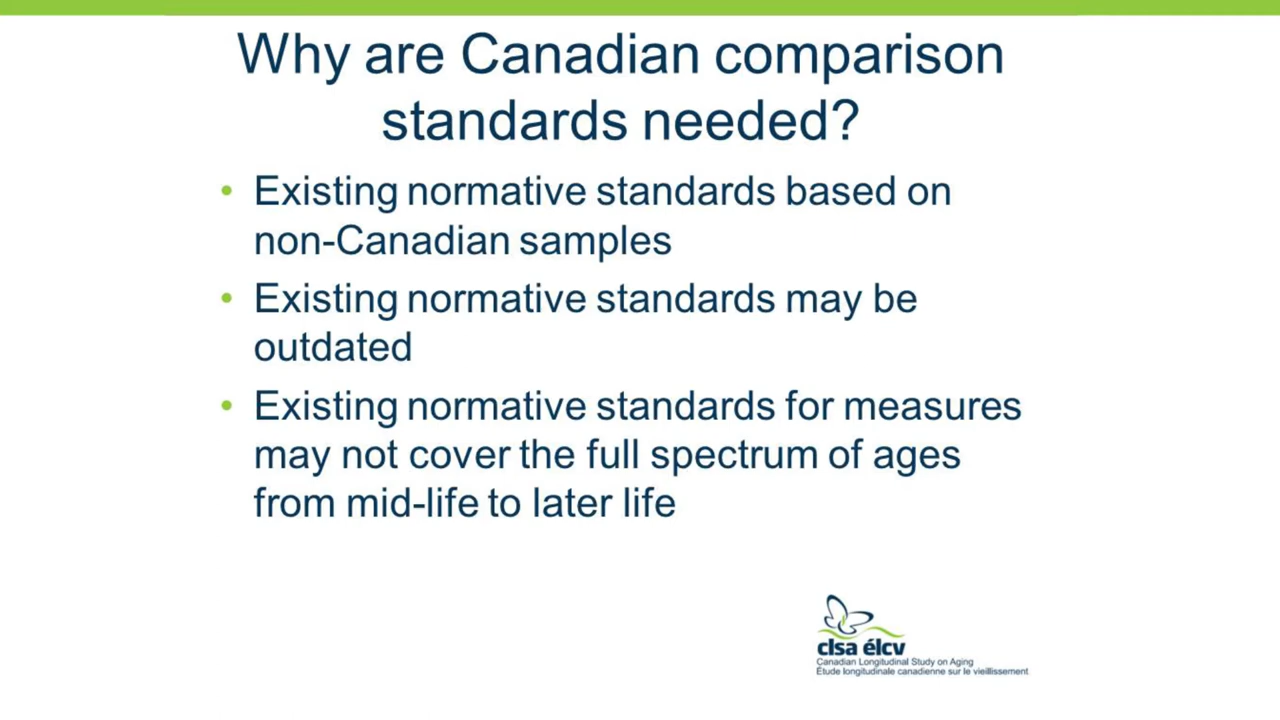 Why are Canadian comparison
standards needed?
• Existing normative standards based on
non-Canadian samples
• Existing normative standards may be
outdated
• Existing normative standards for measures
may not cover the full spectrum of ages
from mid-life to later life
clsa élcv
Canadian Longitudinal Study on Aging
Étude longitudinale canadienne sur le vieillissement